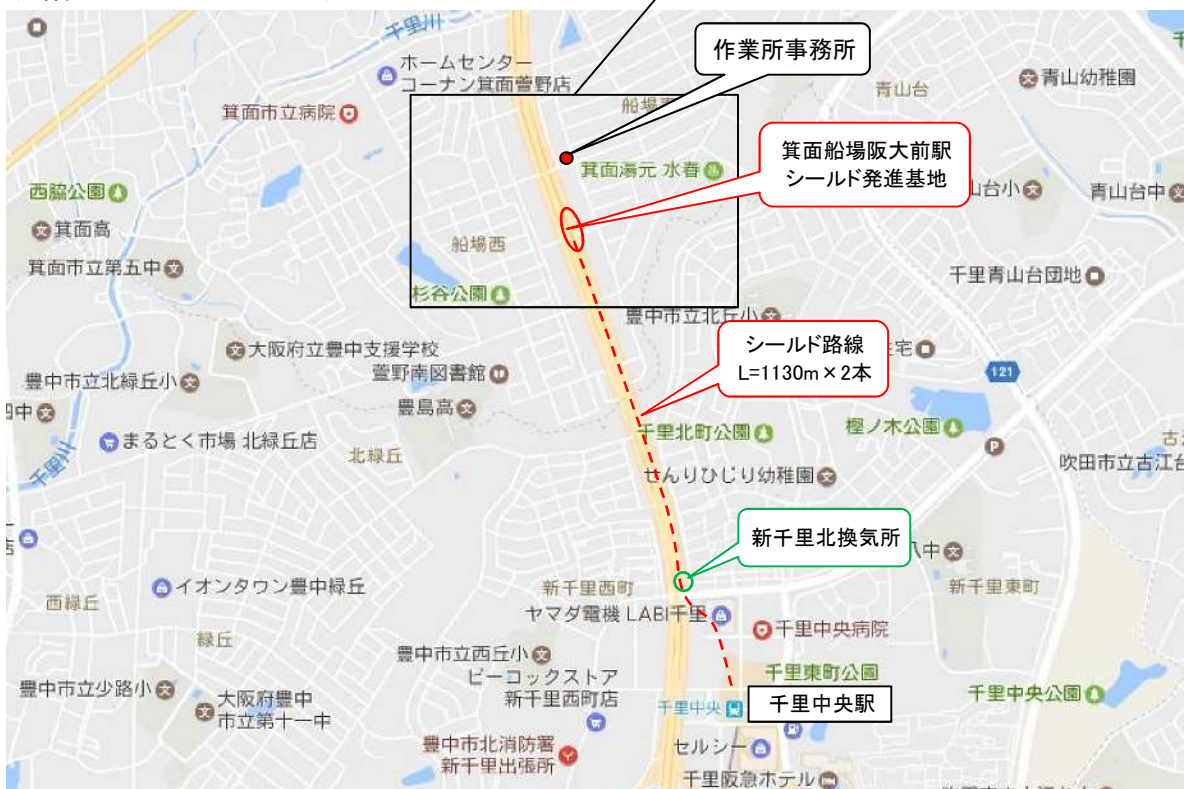 千里川
ホームセンター
コーナン箕面萱野店
作業所事務所
青山幼稚園
青山台
箕面市立病院
箕面湯元 水春
箕面船場阪大前駅
シールド発進基地
西脇公園
山台小
青山台中
箕面高
船場西
箕面市立第五中
杉谷公園
千里青山台団地
豊中市立北丘小
シールド路線
L=1130m×2本
宅
121
大阪府立豊中支援学校
萱野南図書館
豊中市立北緑丘小
豊島高
中
千里北町公園
樫ノ木公園
P
まるとく市場 北緑丘店
北緑丘
せんりひじり幼稚園
吹田市立古江台
千里川
新千里北換気所
八中
店
イオンタウン豊中緑丘
新千里西町
新千里東町
西緑丘
ヤマダ電機 LABI千里
千里中央病院
緑丘
豊中市立西丘小
ピーコックストア
新千里西町店
千里東町公園
豊中市立少路小
大阪府豊中
市立第十一中
千里中央
千里中央駅
千里中央公園
豊中市北消防署
新千里出張所
セルシー
千里阪急ホテル